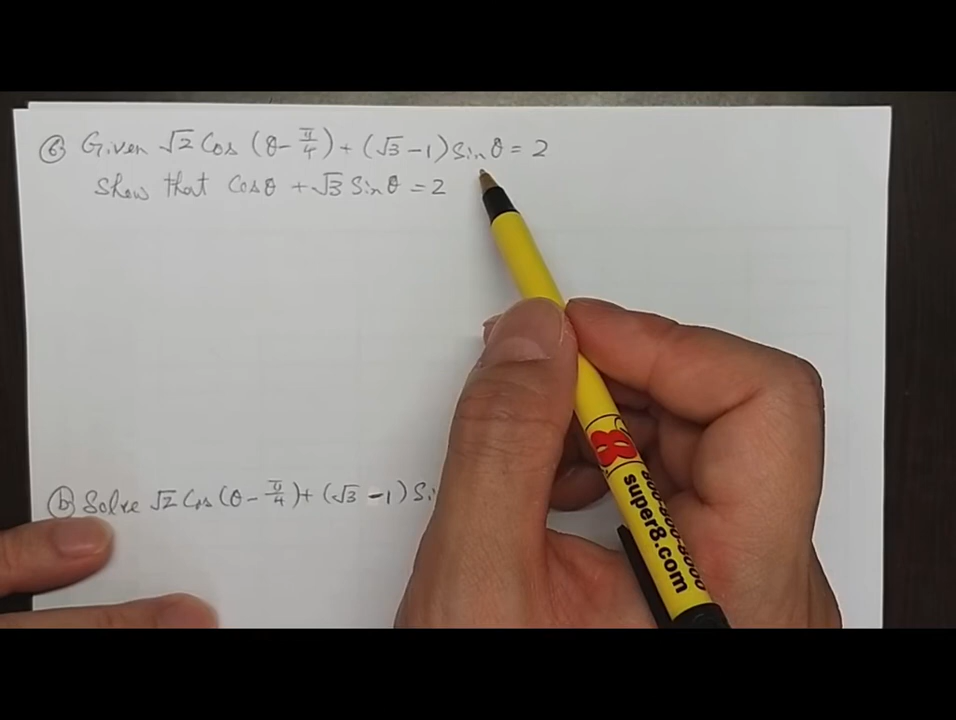 ⓐ Given √2 Cos (θ - π/4) + (√3 - 1) Sin θ = 2
Show that Cosθ + √3 Sin θ = 2
ⓑ Solve √2 Cos (θ - π/4) + (√3 - 1) Si
super8.com